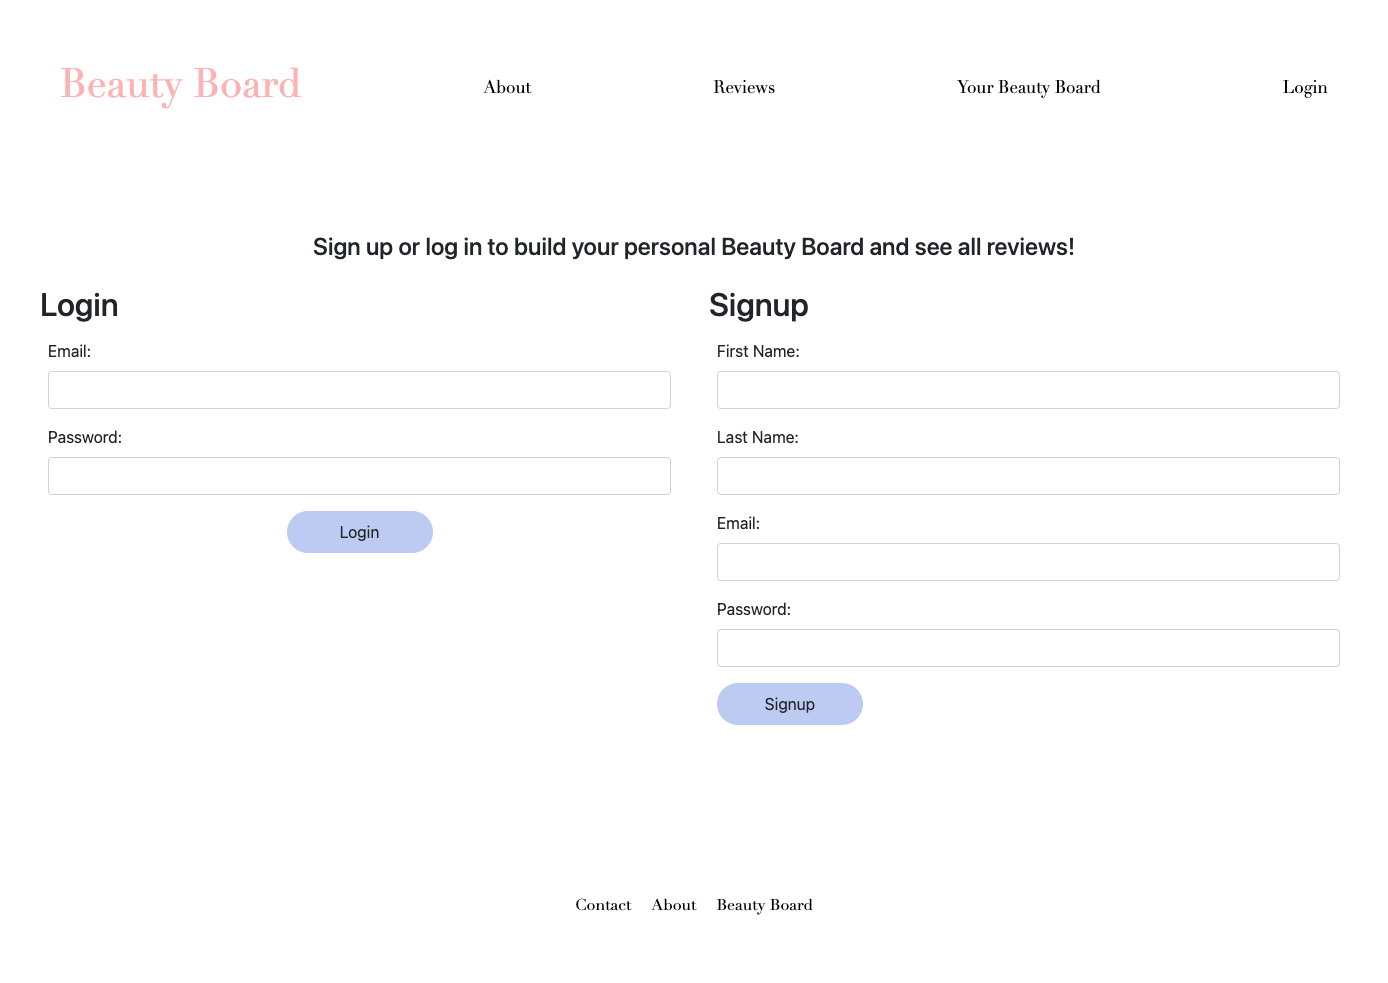 Beauty Board
About
Reviews
Your Beauty Board
Login
Sign up or log in to build your personal Beauty Board and see all reviews!
Login
Email:
Password:
Login
Signup
First Name:
Last Name:
Email:
Password:
Signup
Contact About Beauty Board